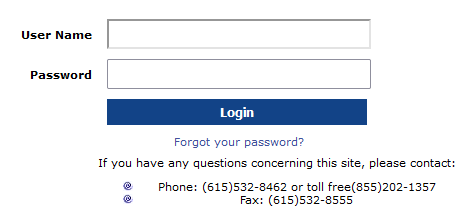 User Name
Password
Login
Forgot your password?
If you have any questions concerning this site, please contact:
Phone: (615)532-8462 or toll free(855)202-1357
Fax: (615)532-8555